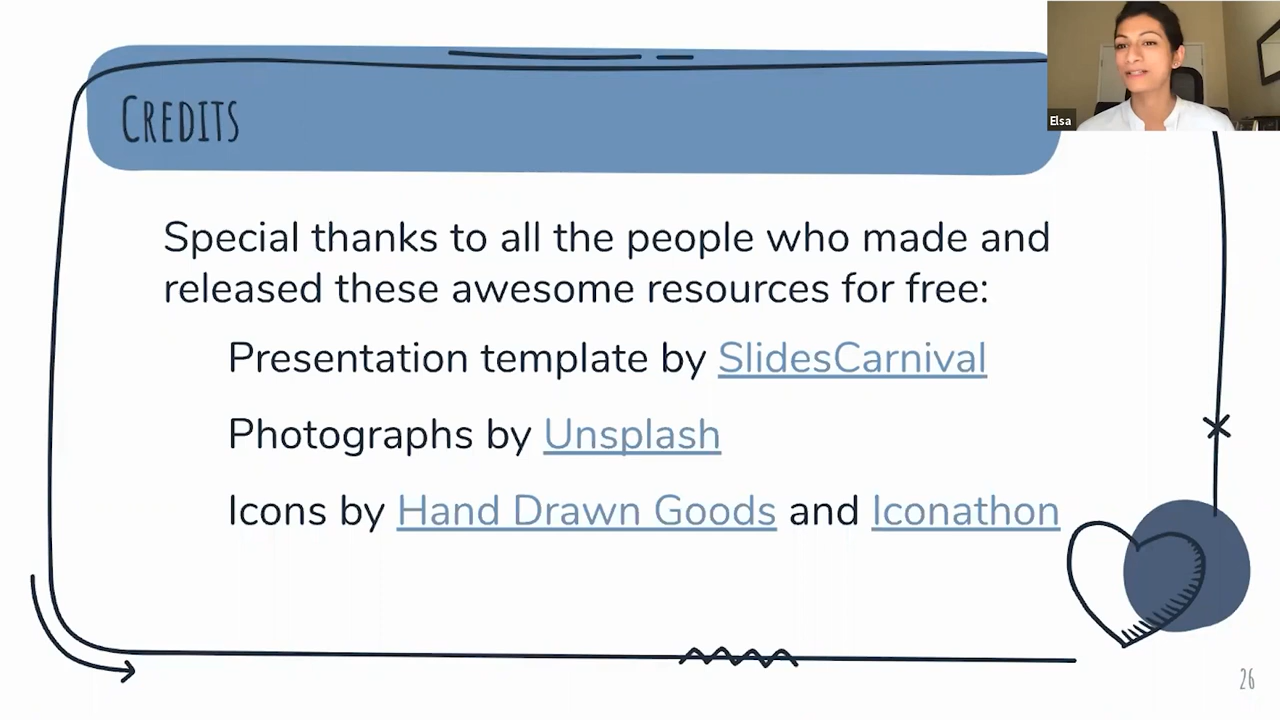 Elsa
Credits
Special thanks to all the people who made and
released these awesome resources for free:
Presentation template by SlidesCarnival
Photographs by Unsplash
Icons by Hand Drawn Goods and Iconathon
26